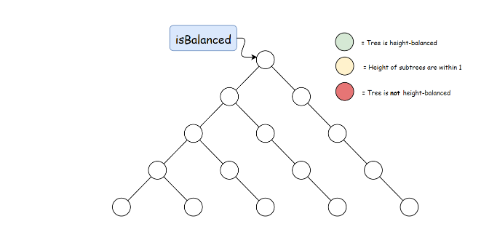 isBalanced
= Tree is height-balanced
= Height of subtrees are within 1
= Tree is not height-balanced